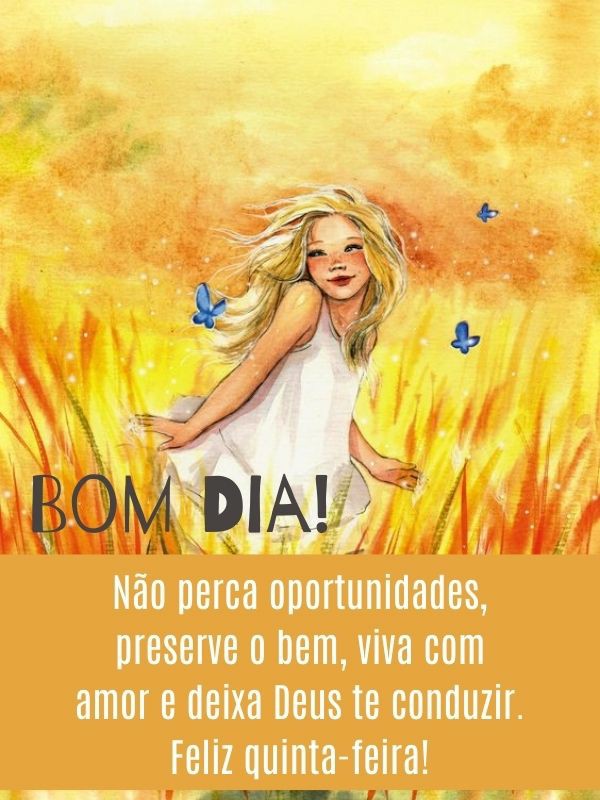 BOM DIA!
Não perca oportunidades,
preserve o bem, viva com
amor e deixa Deus te conduzir.
Feliz quinta-feira!